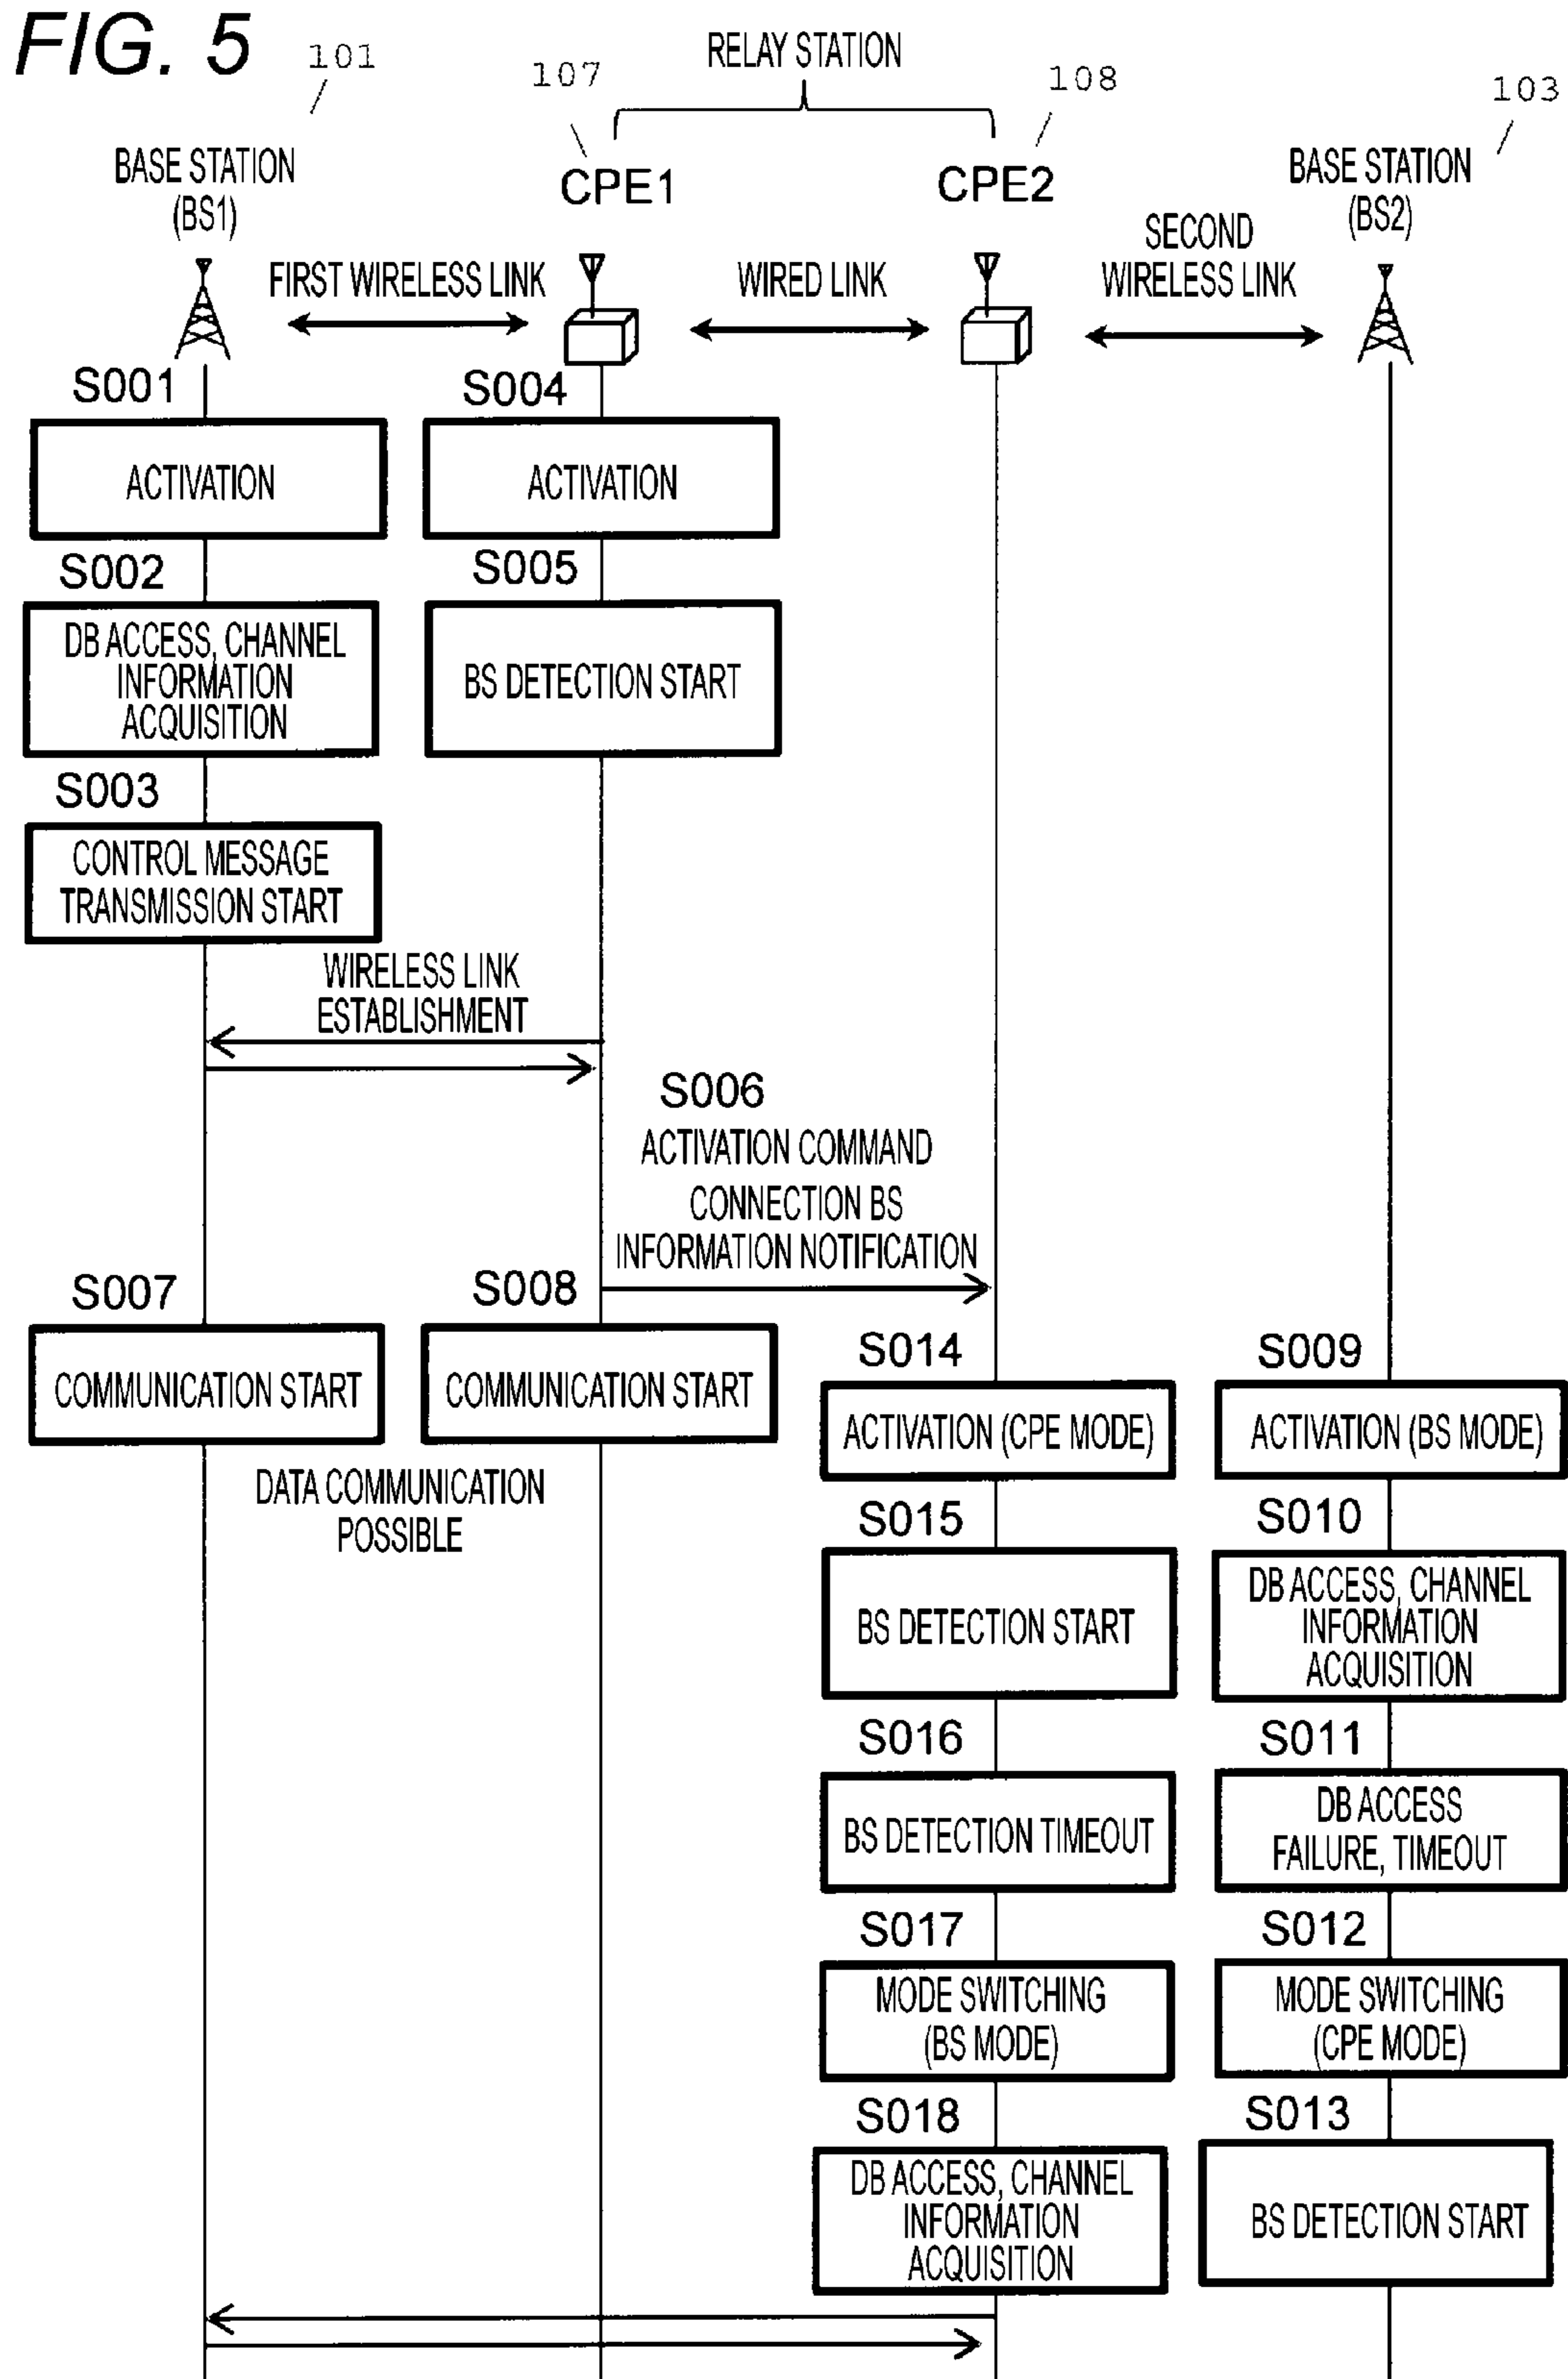 FIG. 5
101
107
RELAY STATION
108
103
BASE STATION
(BS1)
CPE1
CPE2
BASE STATION
(BS2)
FIRST WIRELESS LINK
WIRED LINK
SECOND
WIRELESS LINK
S001
ACTIVATION
S004
ACTIVATION
S002
DB ACCESS, CHANNEL
INFORMATION
ACQUISITION
S005
BS DETECTION START
S003
CONTROL MESSAGE
TRANSMISSION START
WIRELESS LINK
ESTABLISHMENT
S006
ACTIVATION COMMAND
CONNECTION BS
INFORMATION NOTIFICATION
S007
COMMUNICATION START
S008
COMMUNICATION START
DATA COMMUNICATION
POSSIBLE
S014
ACTIVATION (CPE MODE)
S009
ACTIVATION (BS MODE)
S015
BS DETECTION START
S010
DB ACCESS, CHANNEL
INFORMATION
ACQUISITION
S016
BS DETECTION TIMEOUT
S011
DB ACCESS
FAILURE, TIMEOUT
S017
MODE SWITCHING
(BS MODE)
S012
MODE SWITCHING
(CPE MODE)
S018
DB ACCESS, CHANNEL
INFORMATION
ACQUISITION
S013
BS DETECTION START